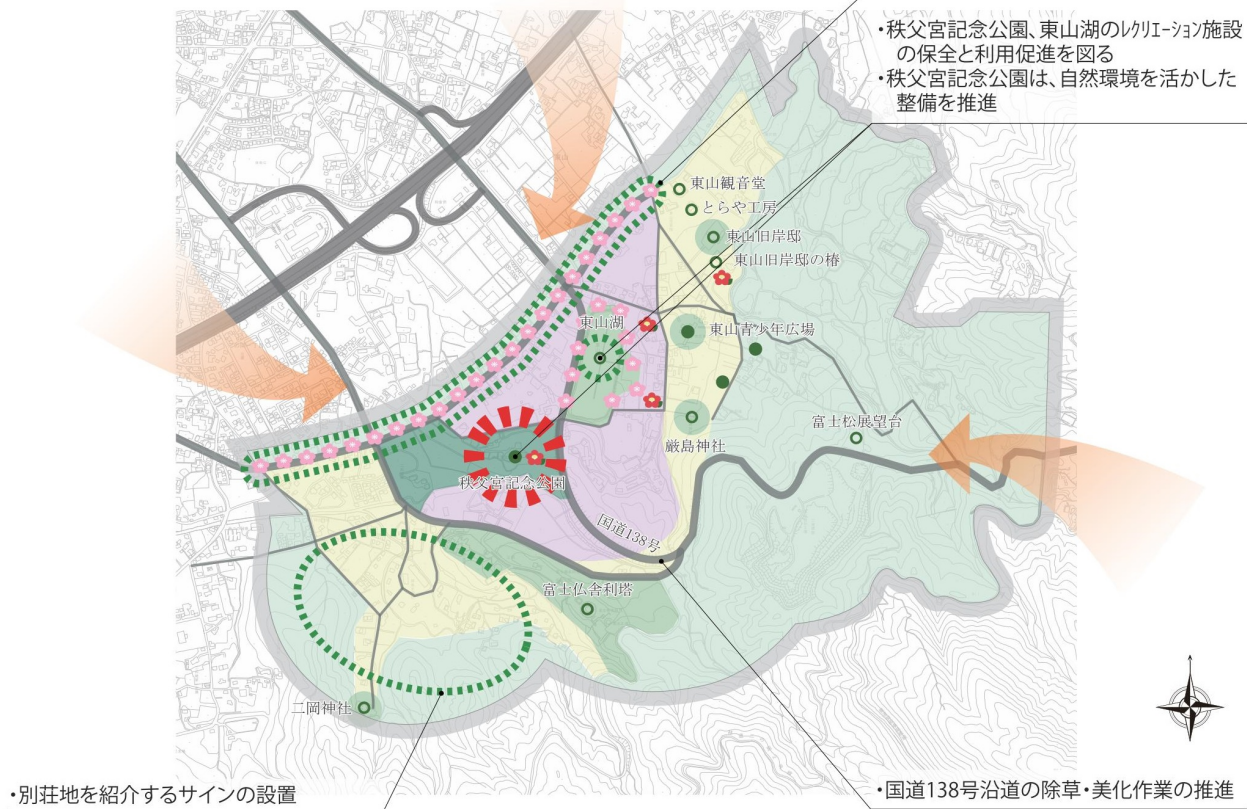 ・秩父宮記念公園、東山湖のﾚｸﾘｴｰｼｮﾝ施設
の保全と利用促進を図る
・秩父宮記念公園は、自然環境を活かした
整備を推進
東山観音堂
とらや工房
東山旧岸邸
東山旧岸邸の椿
東山湖
東山青少年広場
富士松展望台
厳島神社
秩父宮記念公園
国道138号
富士仏舎利塔
二岡神社
・別荘地を紹介するサインの設置
・国道138号沿道の除草・美化作業の推進